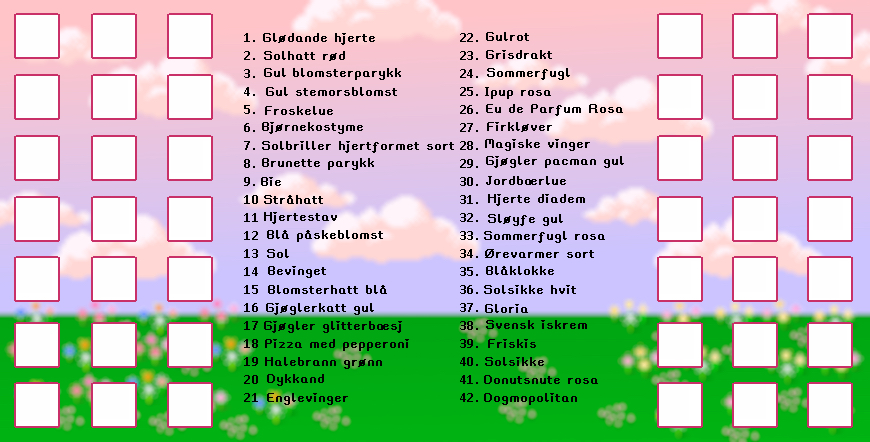 1. Glødande hjerte
2. Solhatt rød
3. Gul blomsterparykk
4. Gul stemorsblomst
5. Froskelue
6. Bjørnekostyme
7. Solbriller hjertformet sort
8. Brunette parykk
9. Bie
10 Stråhatt
11 Hjertestav
12 Blå påskeblomst
13 Sol
14 Bevinget
15 Blomsterhatt blå
16 Gjøglerkatt gul
17 Gjøgler glitterbæsj
18 Pizza med pepperoni
19 Halebrann grønn
20 Dykkand
21 Englevinger
22. Gulrot
23. Grisdrakt
24. Sommerfugl
25. Ipup rosa
26. Eu de Parfum Rosa
27. Firkløver
28. Magiske vinger
29. Gjøgler pacman gul
30. Jordbærlue
31. Hjerte diadem
32. Sløyfe gul
33. Sommerfugl rosa
34. Ørevarmer sort
35. Blåklokke
36. Solsikke hvit
37. Gloria
38. Svensk iskrem
39. Friskis
40. Solsikke
41. Donutsnute rosa
42. Dogmopolitan